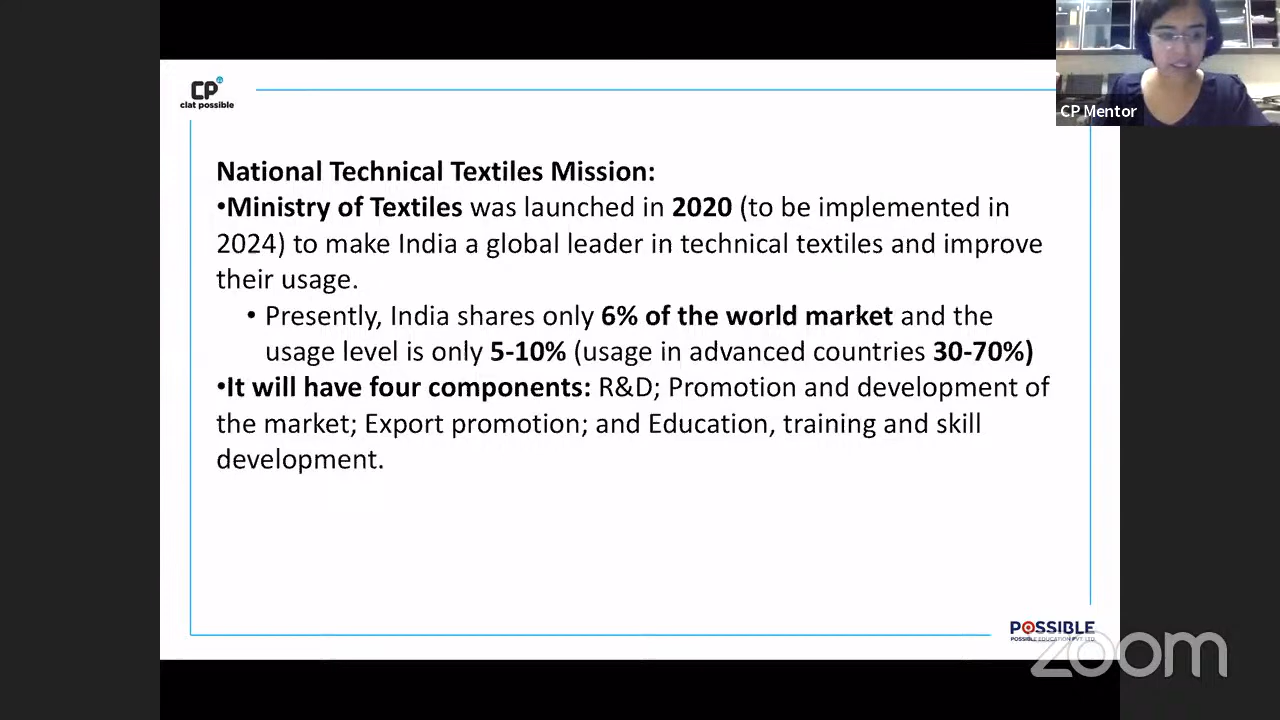 CP
clat possible
CP Mentor
National Technical Textiles Mission:
•Ministry of Textiles was launched in 2020 (to be implemented in
2024) to make India a global leader in technical textiles and improve
their usage.
• Presently, India shares only 6% of the world market and the
usage level is only 5-10% (usage in advanced countries 30-70%)
•It will have four components: R&D; Promotion and development of
the market; Export promotion; and Education, training and skill
development.
POSSIBLE
POSSIBLE EDUCATION PVT. LTD.
zoom